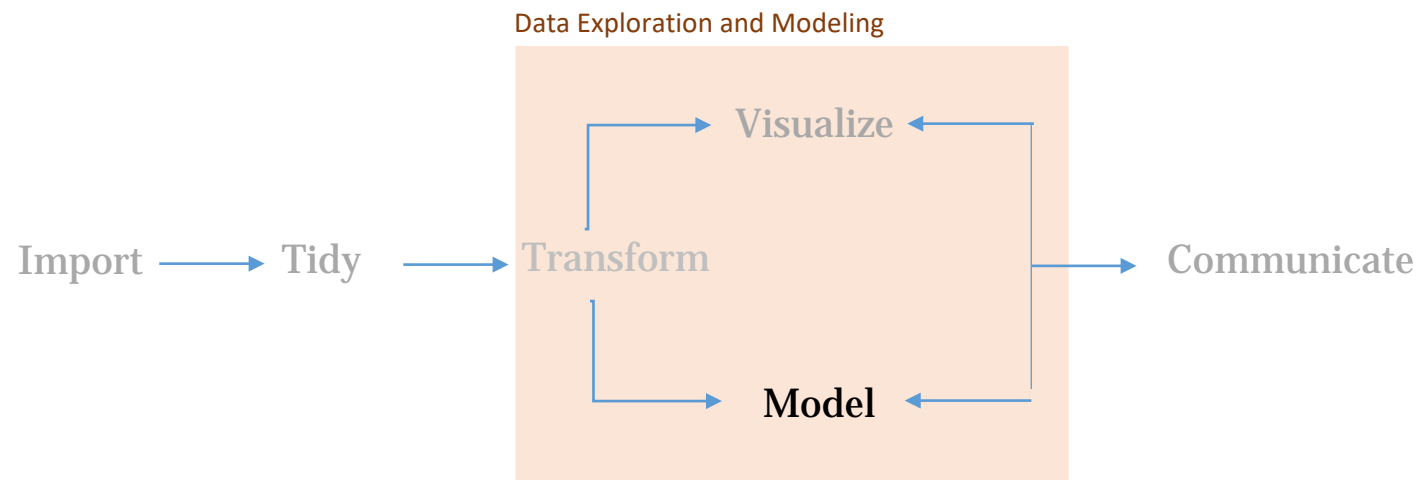 Data Exploration and Modeling
Visualize
Import
Tidy
Transform
Communicate
Model